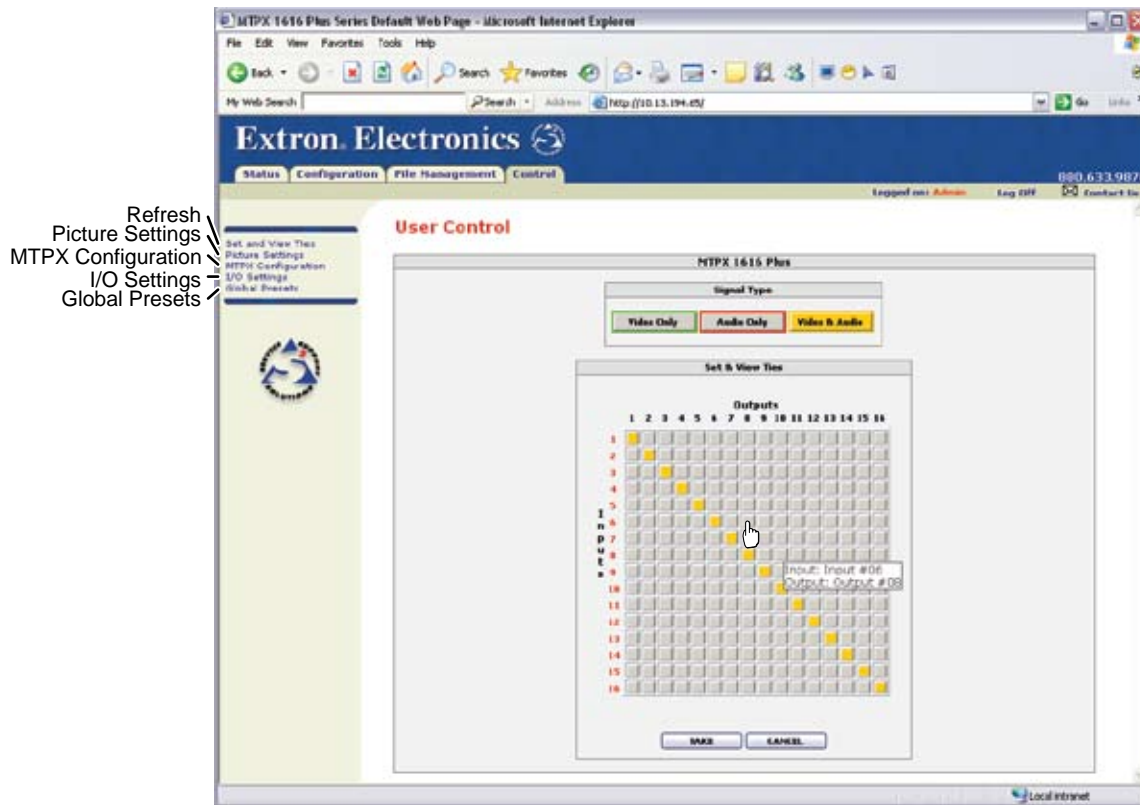 MTPX 1616 Plus Series Default Web Page - Microsoft Internet Explorer
File Edit View Favorites Tools Help
Back Search Favorites
My Web Search Search Address http://10.13.194.65/ Go Links
Extron Electronics
Status Configuration File Management Control
880.633.987
Logged on: Admin Log Off Contact Us
Refresh
Picture Settings
MTPX Configuration
I/O Settings
Global Presets
Set and View Ties
Picture Settings
MTPX Configuration
I/O Settings
Global Presets
User Control
MTPX 1616 Plus
Signal Type
Video Only Audio Only Video & Audio
Set & View Ties
Outputs
1 2 3 4 5 6 7 8 9 10 11 12 13 14 15 16
Inputs
1
2
3
4
5
6
7
8
9
10
11
12
13
14
15
16
Input: Input #06
Output: Output #08
TAKE CANCEL
Local intranet